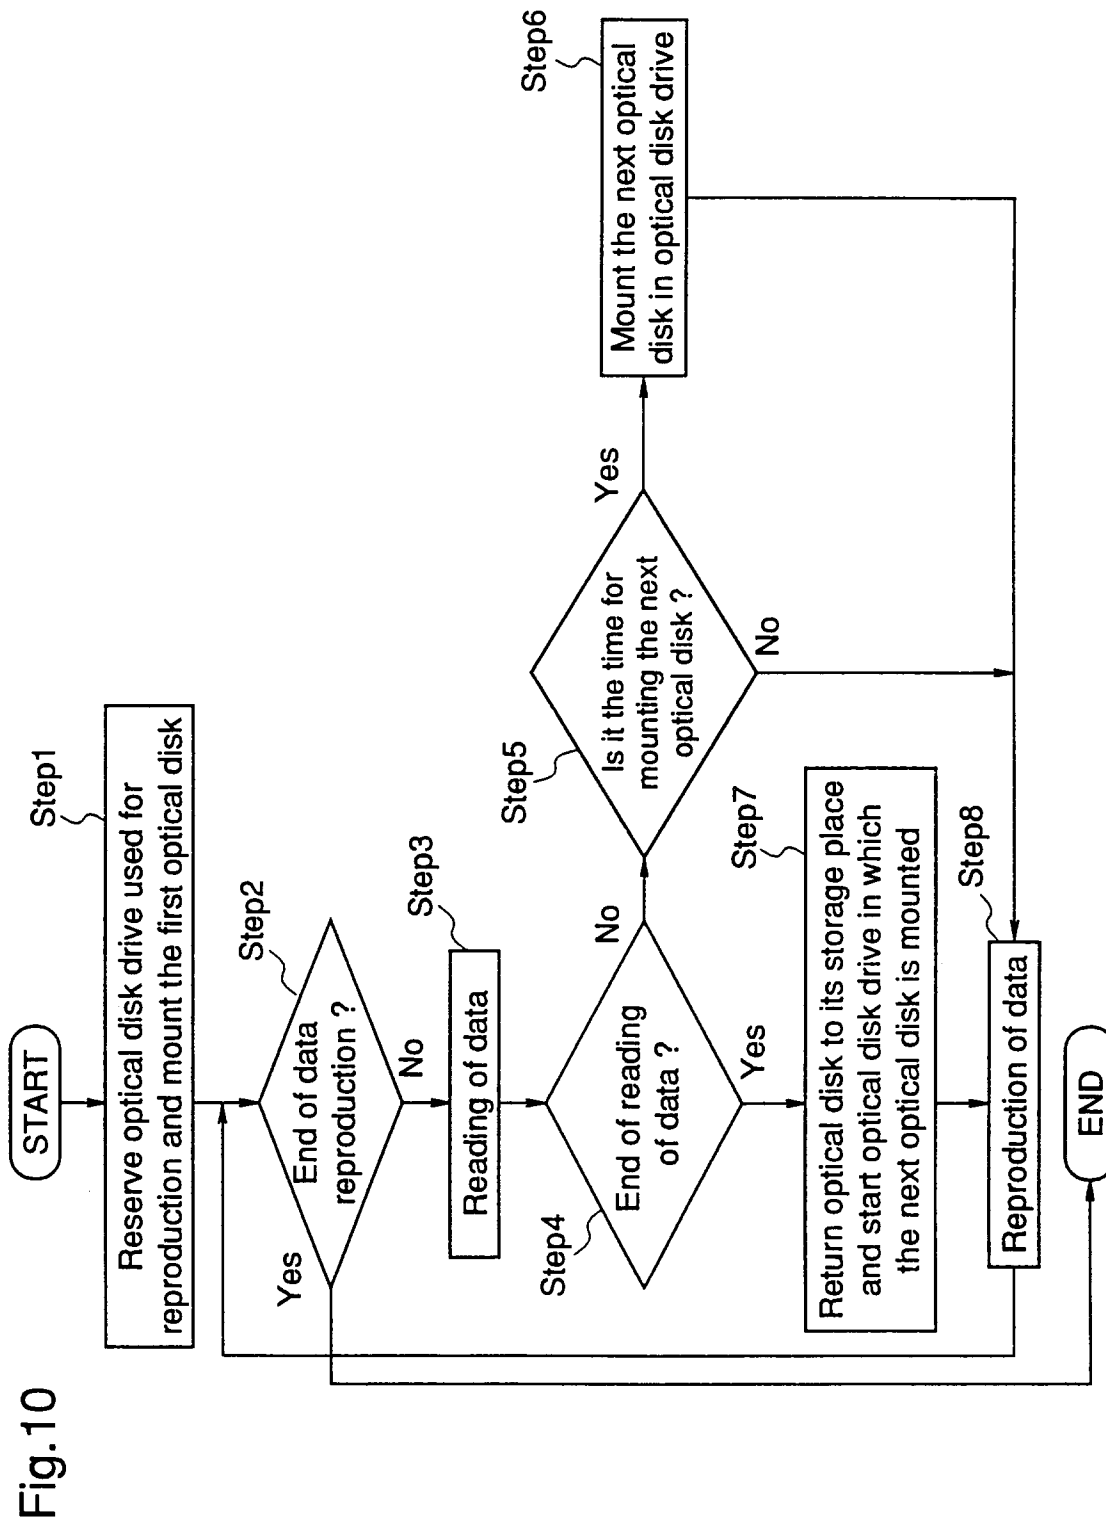 Fig.10
START
Step1
Reserve optical disk drive used for
reproduction and mount the first optical disk
Step2
End of data
reproduction ?
Yes
No
Step3
Reading of data
Step4
End of reading
of data ?
No
Yes
Step5
Is it the time for
mounting the next
optical disk ?
Yes
No
Step6
Mount the next optical
disk in optical disk drive
Step7
Return optical disk to its storage place
and start optical disk drive in which
the next optical disk is mounted
Step8
Reproduction of data
END